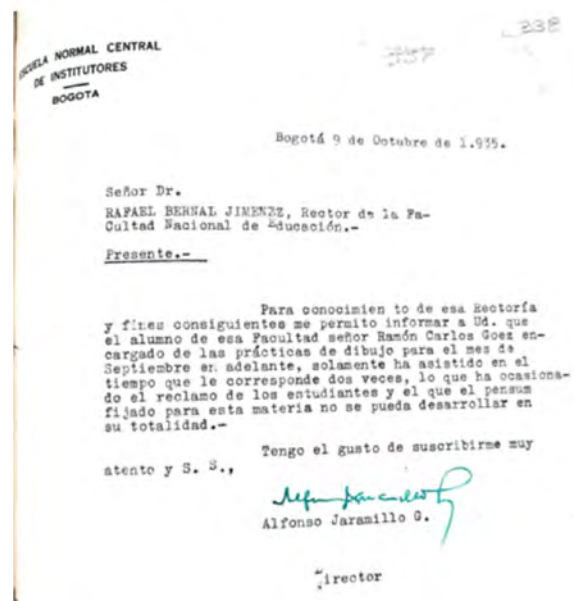 338
ESCUELA NORMAL CENTRAL
DE INSTITUTORES
BOGOTA
Bogotá 9 de Octubre de 1.935.
Señor Dr.
RAFAEL BERNAL JIMENEZ, Rector de la Fa-
Cultad Nacional de Educación.-
Presente.-
Para conocimien to de esa Rectoría
y fines consiguientes me permito informar a Ud. que
el alumno de esa Facultad señor Ramón Carlos Goez en-
cargado de las prácticas de dibujo para el mes de
Septiembre en adelante, solamente ha asistido en el
tiempo que le corresponde dos veces, lo que ha ocasiona-
do el reclamo de los estudiantes y el que el pensum
fijado para esta materia no se pueda desarrollar en
su totalidad.-
Tengo el gusto de suscribirme muy
atento y S. S.,
Alfonso Jaramillo G.
Director